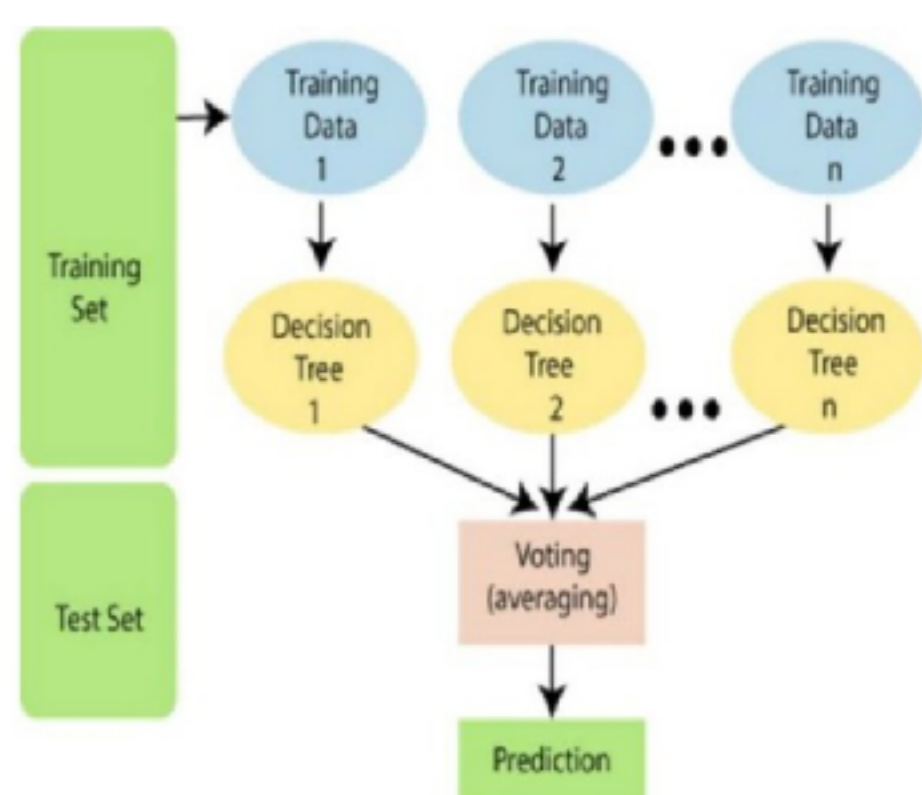 Training
Set
Test Set
Training
Data
1
Training
Data
2
Training
Data
n
Decision
Tree
1
Decision
Tree
2
Decision
Tree
n
Voting
(averaging)
Prediction